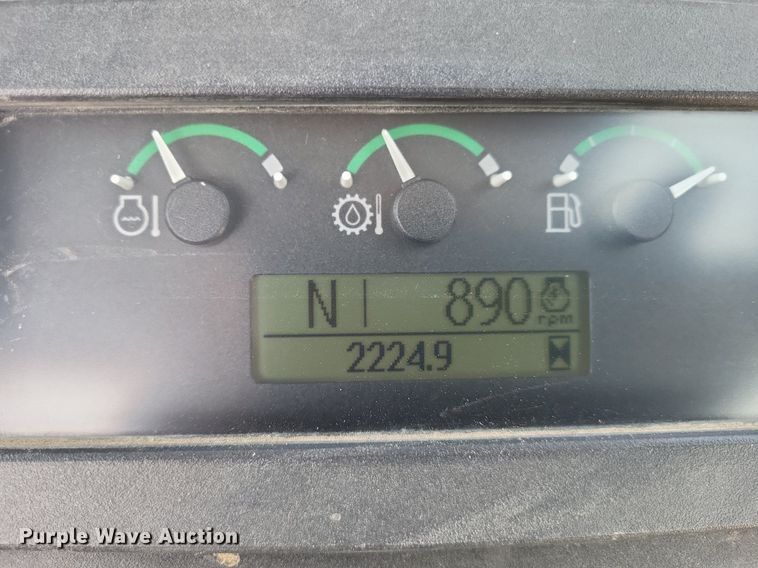 N 890 rpm
2224.9
Purple Wave Auction